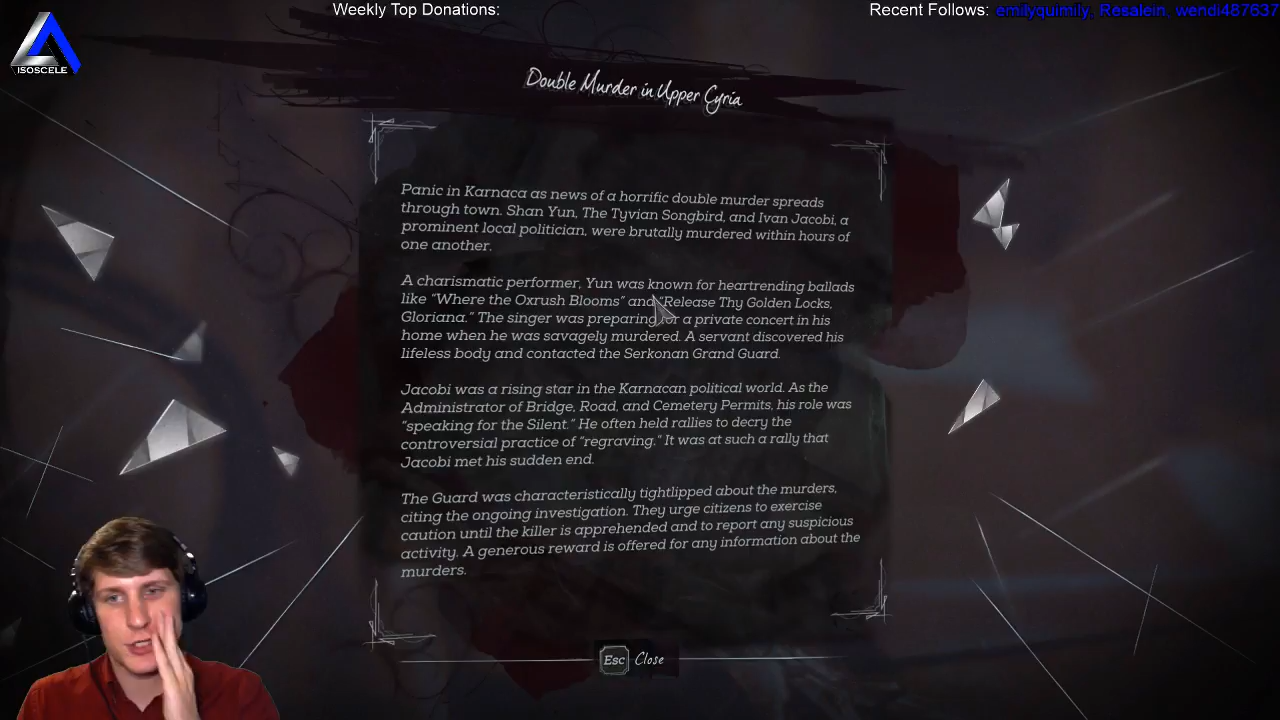 Weekly Top Donations:
Recent Follows: emilyquimily, Resalein, wendi487637
ISOSCELE
Double Murder in Upper Cyria
Panic in Karnaca as news of a horrific double murder spreads
through town. Shan Yun, The Tyvian Songbird, and Ivan Jacobi, a
prominent local politician, were brutally murdered within hours of
one another.
A charismatic performer, Yun was known for heartrending ballads
like "Where the Oxrush Blooms" and "Release Thy Golden Locks,
Gloriana." The singer was preparing for a private concert in his
home when he was savagely murdered. A servant discovered his
lifeless body and contacted the Serkonan Grand Guard.
Jacobi was a rising star in the Karnacan political world. As the
Administrator of Bridge, Road, and Cemetery Permits, his role was
"speaking for the Silent." He often held rallies to decry the
controversial practice of "regraving." It was at such a rally that
Jacobi met his sudden end.
The Guard was characteristically tightlipped about the murders,
citing the ongoing investigation. They urge citizens to exercise
caution until the killer is apprehended and to report any suspicious
activity. A generous reward is offered for any information about the
murders.
Esc Close